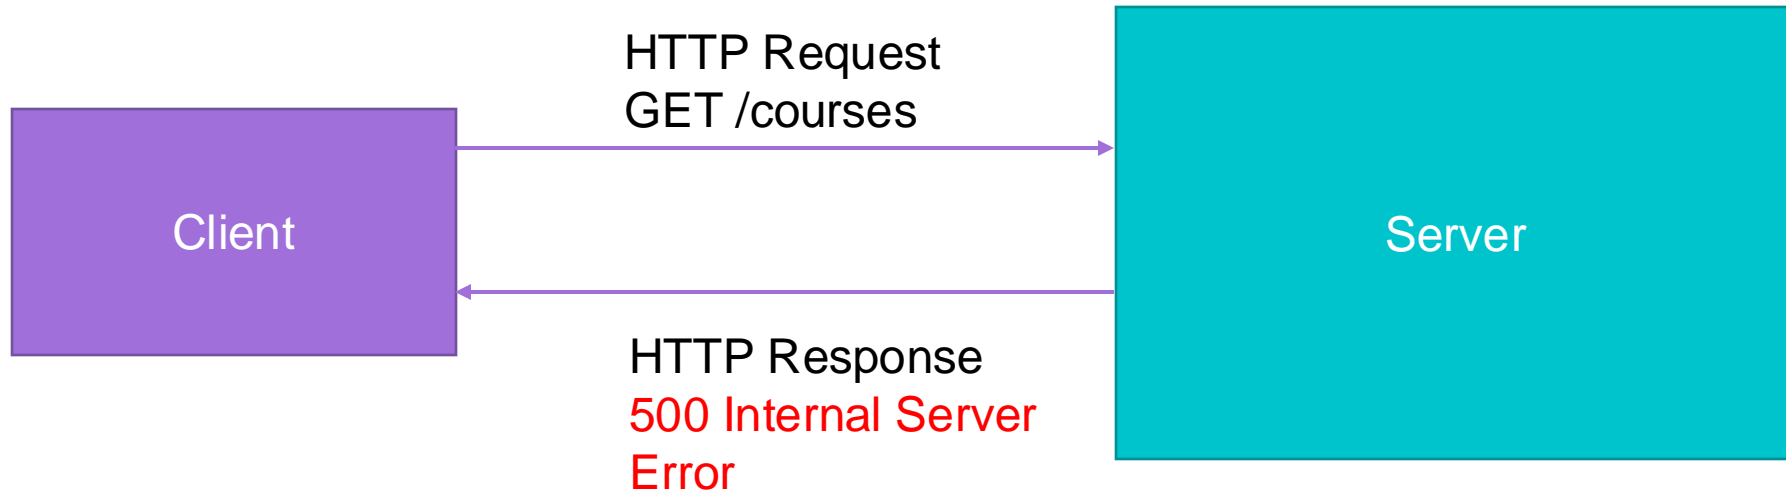 HTTP Request
GET /courses
Client
Server
HTTP Response
500 Internal Server
Error